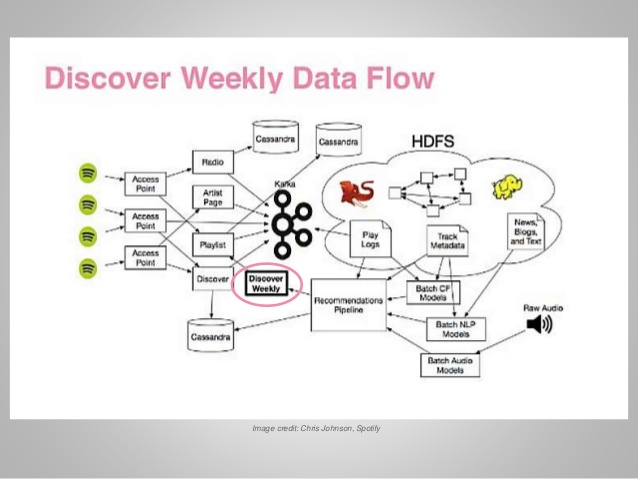 Discover Weekly Data Flow
Cassandra
Cassandra
HDFS
Radio
Kafka
Access
Point
Artist
Page
Access
Point
Access
Point
Playlist
Play
Logs
Track
Metadata
News,
Blogs,
and Text
Discover
Discover
Weekly
Recommendations
Pipeline
Batch CF
Models
Raw Audio
Batch NLP
Models
Cassandra
Batch Audio
Models
Image credit: Chris Johnson, Spotify